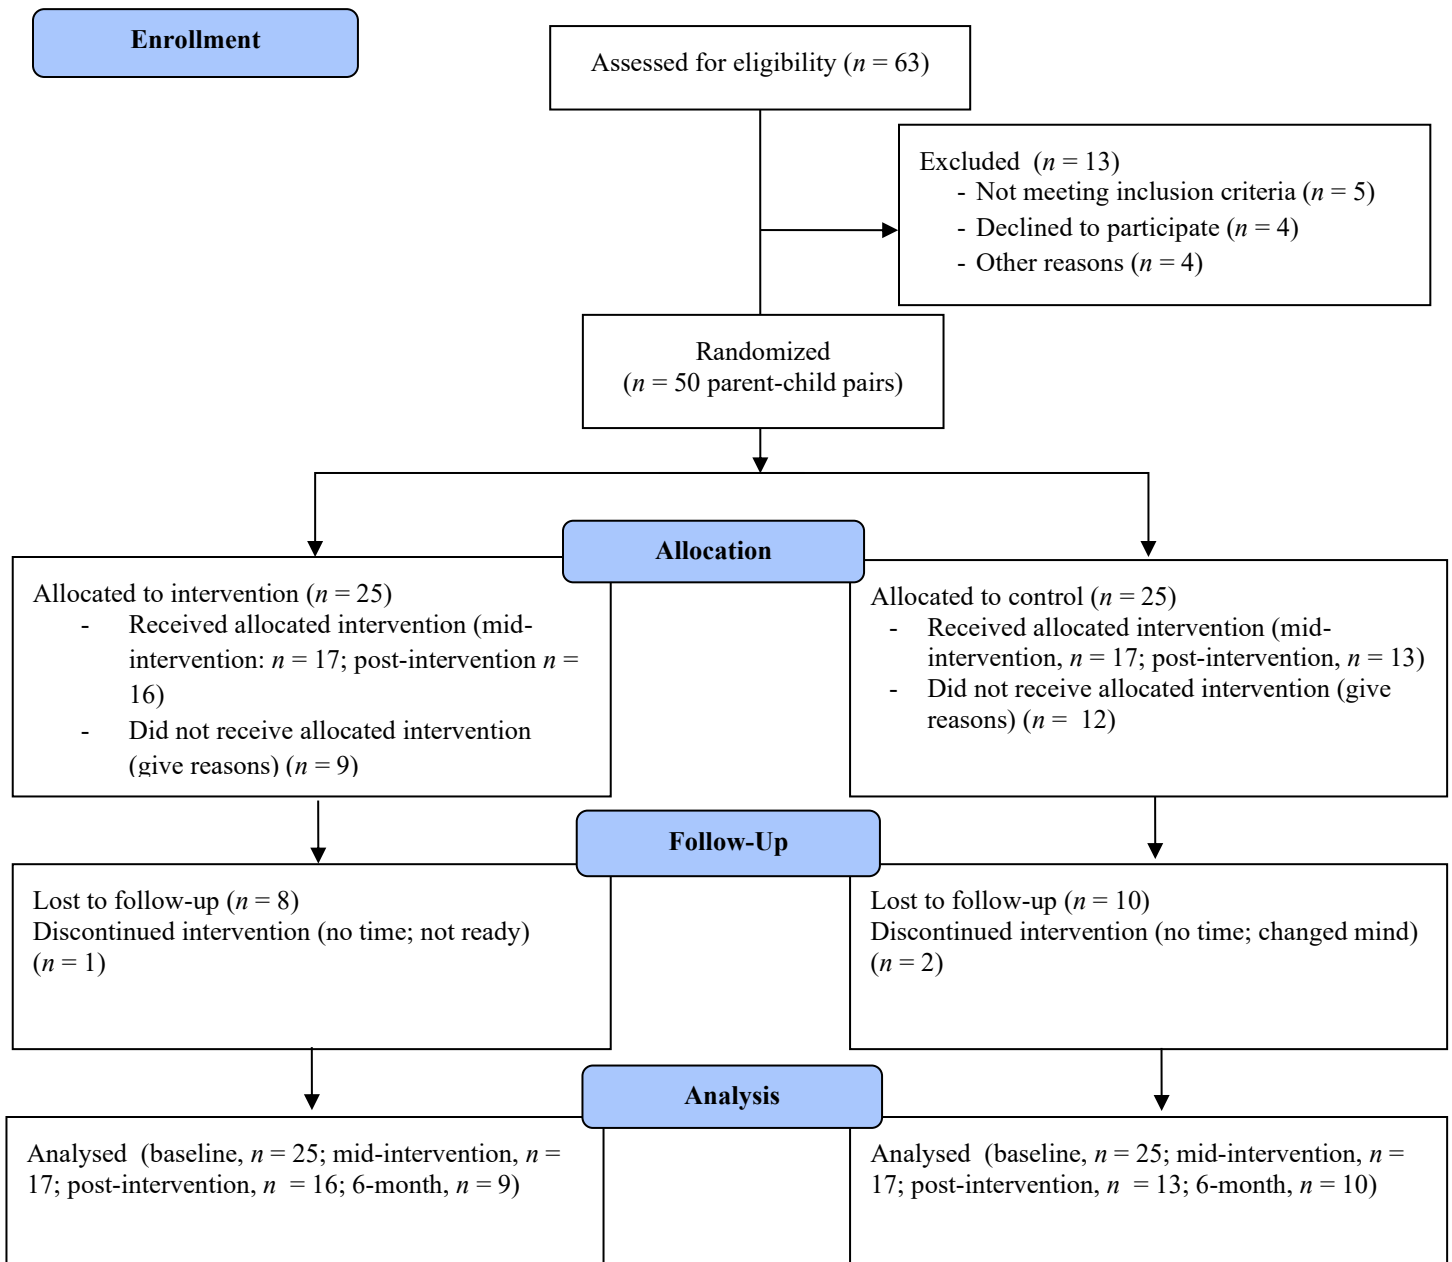 Enrollment
Assessed for eligibility (n = 63)
Excluded  (n = 13)
- Not meeting inclusion criteria (n = 5)
- Declined to participate (n = 4)
- Other reasons (n = 4)
Randomized
(n = 50 parent-child pairs)
Allocation
Allocated to intervention (n = 25)
- Received allocated intervention (mid-
intervention: n = 17; post-intervention n =
16)
- Did not receive allocated intervention
(give reasons) (n = 9)
Allocated to control (n = 25)
- Received allocated intervention (mid-
intervention, n = 17; post-intervention, n = 13)
- Did not receive allocated intervention (give
reasons) (n =  12)
Follow-Up
Lost to follow-up (n = 8)
Discontinued intervention (no time; not ready)
(n = 1)
Lost to follow-up (n = 10)
Discontinued intervention (no time; changed mind)
(n = 2)
Analysis
Analysed  (baseline, n = 25; mid-intervention, n =
17; post-intervention, n  = 16; 6-month, n = 9)
Analysed  (baseline, n = 25; mid-intervention, n =
17; post-intervention, n  = 13; 6-month, n = 10)